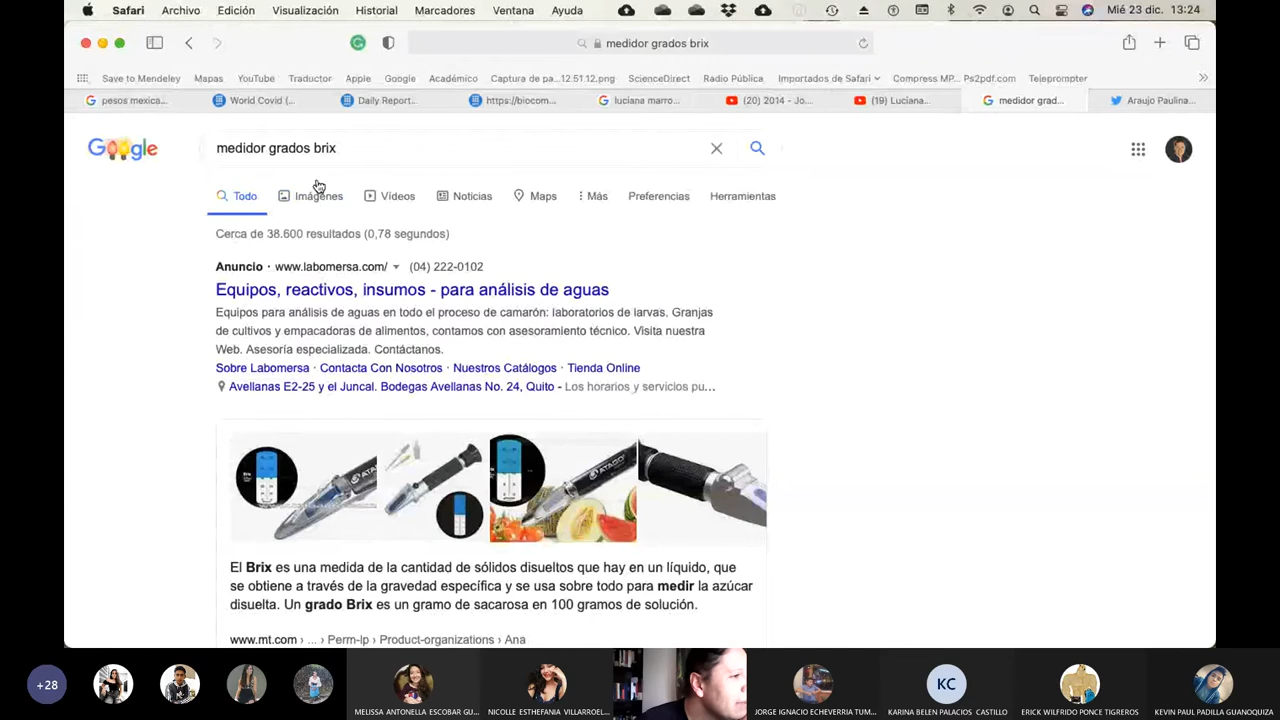 Safari Archivo Edición Visualización Historial Marcadores Ventana Ayuda Mié 23 dic. 13:24
medidor grados brix
Save to Mendeley Mapas YouTube Traductor Apple Google Académico Captura de pa...12.51.12.png ScienceDirect Radio Pública Importados de Safari Compress MP... Ps2pdf.com Teleprompter
pesos mexica... World Covid (... Daily Report... https://biocom... luciana marro... (20) 2014 - Jo... (19) Luciana... medidor grad... Araujo Paulina...
Google medidor grados brix
Todo Imágenes Vídeos Noticias Maps Más Preferencias Herramientas
Cerca de 38.600 resultados (0,78 segundos)
Anuncio · www.labomersa.com/ (04) 222-0102
Equipos, reactivos, insumos - para análisis de aguas
Equipos para análisis de aguas en todo el proceso de camarón: laboratorios de larvas. Granjas
de cultivos y empacadoras de alimentos, contamos con asesoramiento técnico. Visita nuestra
Web. Asesoría especializada. Contáctanos.
Sobre Labomersa · Contacta Con Nosotros · Nuestros Catálogos · Tienda Online
Avellanas E2-25 y el Juncal. Bodegas Avellanas No. 24, Quito - Los horarios y servicios pu...
ATAGO ATAGO
El Brix es una medida de la cantidad de sólidos disueltos que hay en un líquido, que
se obtiene a través de la gravedad específica y se usa sobre todo para medir la azúcar
disuelta. Un grado Brix es un gramo de sacarosa en 100 gramos de solución.
www.mt.com › ... › Perm-lp › Product-organizations › Ana
+28 KC
MELISSA ANTONELLA ESCOBAR GU... NICOLLE ESTHEFANIA VILLARROEL... JORGE IGNACIO ECHEVERRIA TUM... KARINA BELEN PALACIOS CASTILLO ERICK WILFRIDO PONCE TIGREROS KEVIN PAUL PADILLA GUANOQUIZA